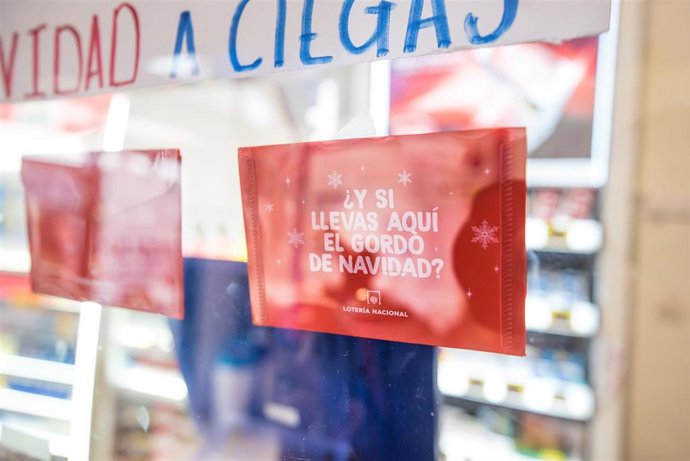 VIDAD A CIEGAS
¿Y SI
LLEVAS AQUÍ
EL GORDO
DE NAVIDAD?
LOTERÍA NACIONAL